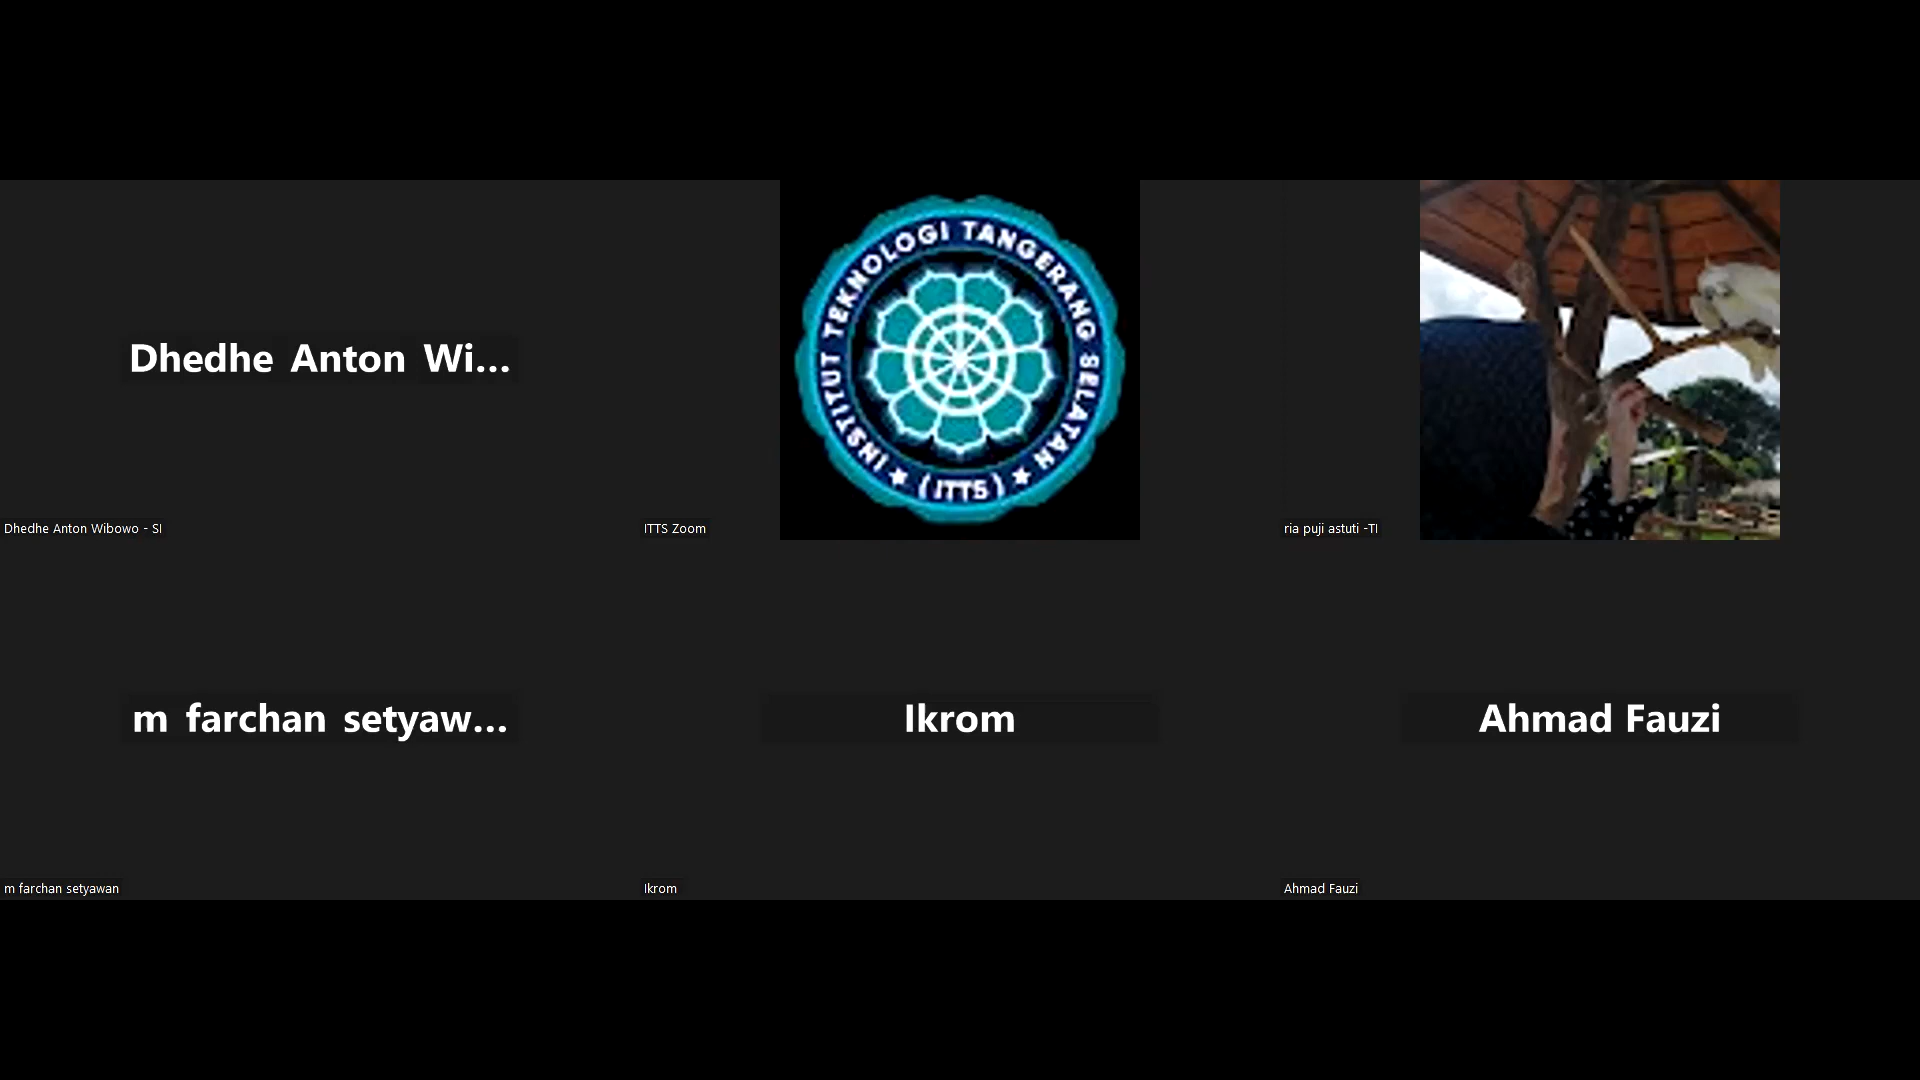 Dhedhe Anton Wi...
Dhedhe Anton Wibowo - SI
INSTITUT TEKNOLOGI TANGERANG SELATAN
★ (ITTS) ★
ITTS Zoom
ria puji astuti -TI
m farchan setyaw...
m farchan setyawan
Ikrom
Ikrom
Ahmad Fauzi
Ahmad Fauzi